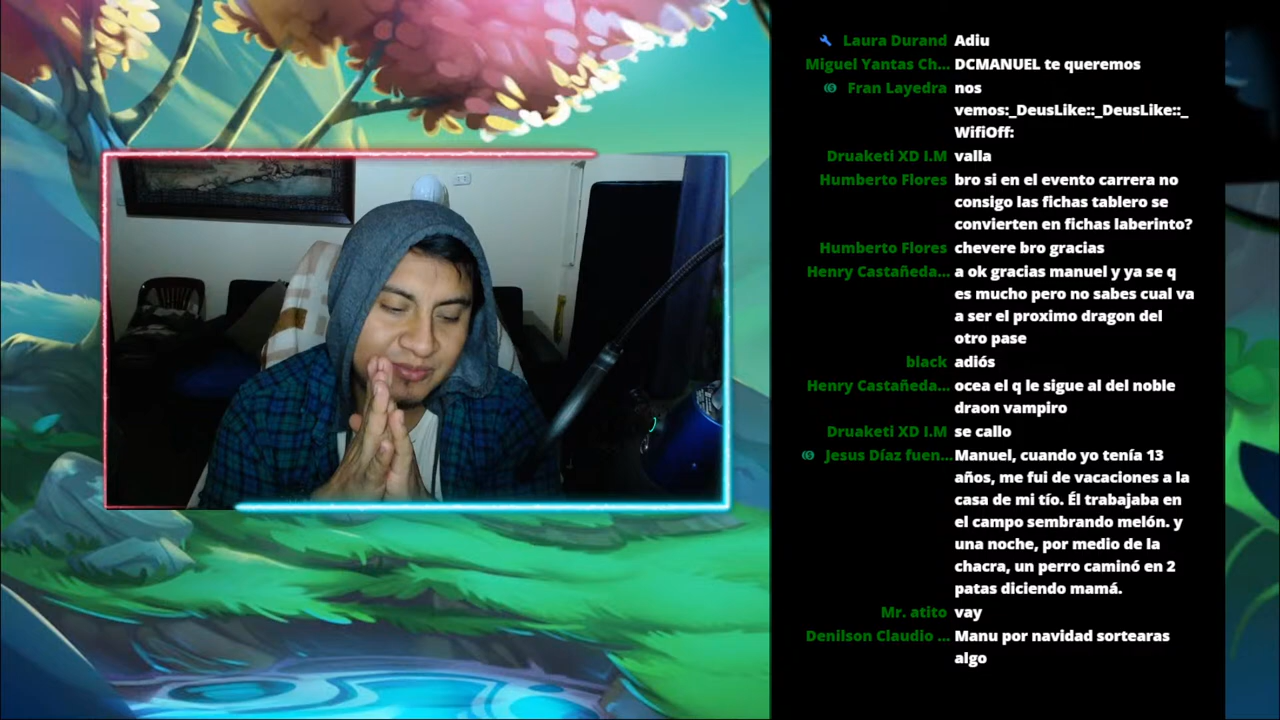 Laura Durand Adiu
Miguel Yantas Ch... DCMANUEL te queremos
Fran Layedra nos
vemos:_DeusLike::_DeusLike::_
WifiOff:
Druaketi XD I.M valla
Humberto Flores bro si en el evento carrera no
consigo las fichas tablero se
convierten en fichas laberinto?
Humberto Flores chevere bro gracias
Henry Castañeda... a ok gracias manuel y ya se q
es mucho pero no sabes cual va
a ser el proximo dragon del
otro pase
black adiós
Henry Castañeda... ocea el q le sigue al del noble
draon vampiro
Druaketi XD I.M se callo
Jesus Díaz fuen... Manuel, cuando yo tenía 13
años, me fui de vacaciones a la
casa de mi tío. Él trabajaba en
el campo sembrando melón. y
una noche, por medio de la
chacra, un perro caminó en 2
patas diciendo mamá.
Mr. atito vay
Denilson Claudio ... Manu por navidad sortearas
algo